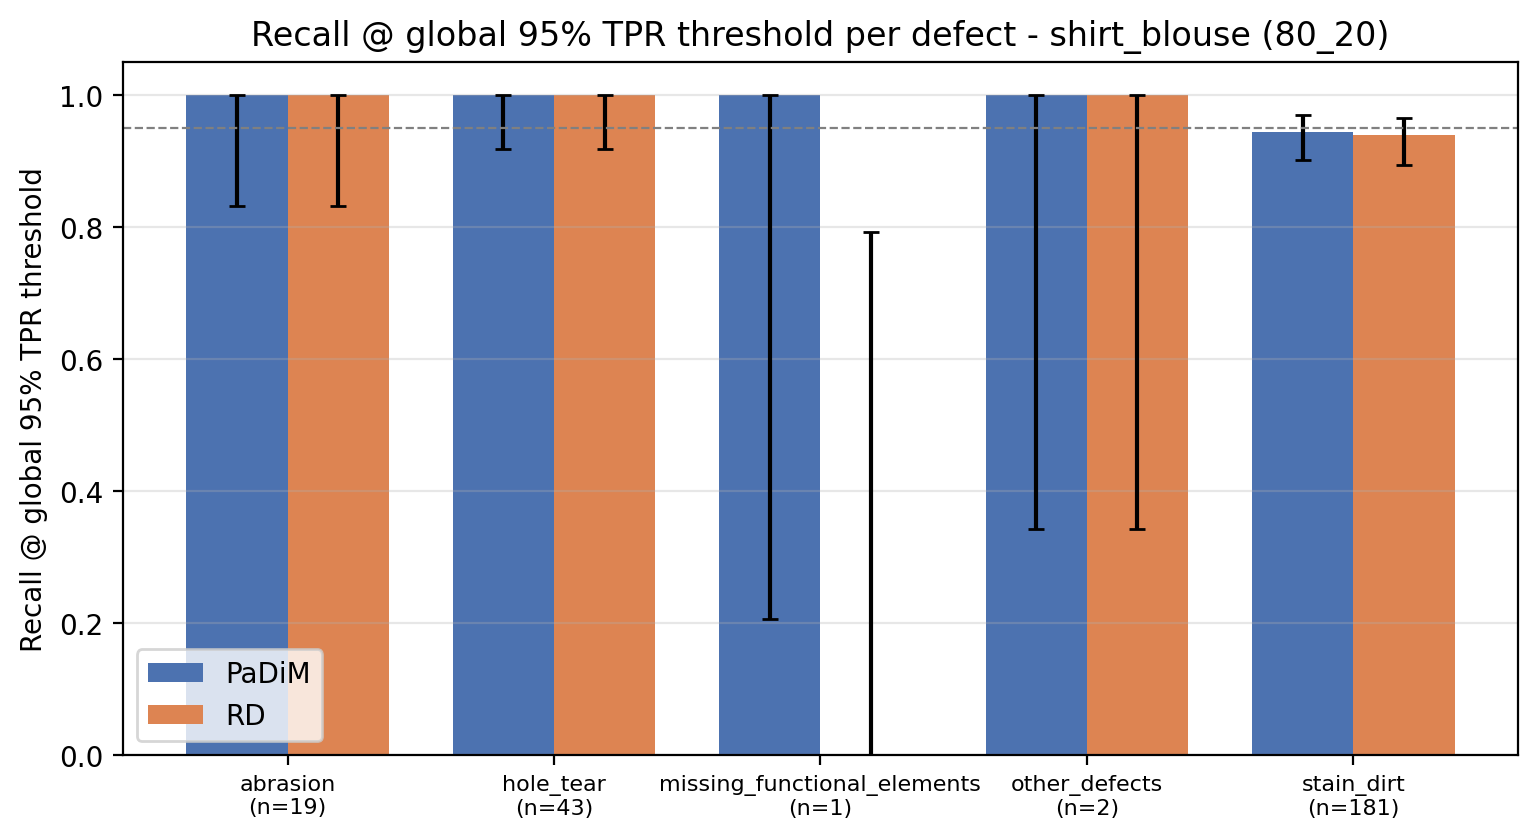 Recall @ global 95% TPR threshold per defect - shirt_blouse (80_20)
Recall @ global 95% TPR threshold
1.0
0.8
0.6
0.4
0.2
0.0
PaDiM
RD
abrasion
(n=19)
hole_tear
(n=43)
missing_functional_elements
(n=1)
other_defects
(n=2)
stain_dirt
(n=181)